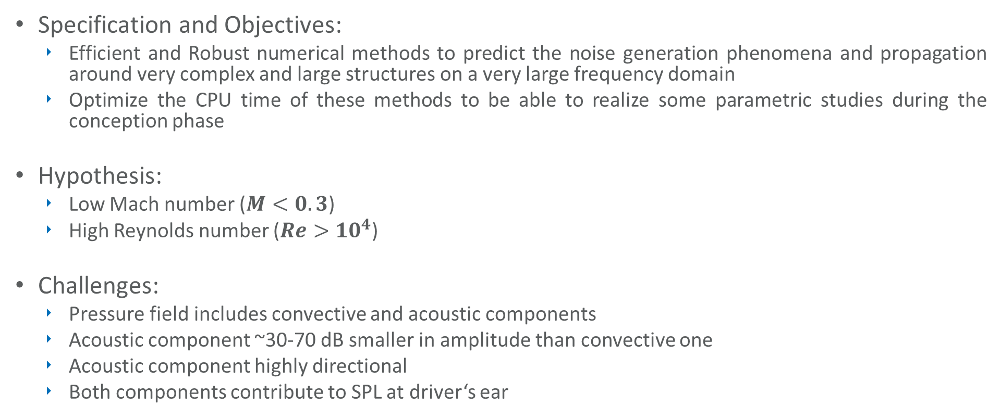 • Specification and Objectives:
‣ Efficient and Robust numerical methods to predict the noise generation phenomena and propagation
around very complex and large structures on a very large frequency domain
‣ Optimize the CPU time of these methods to be able to realize some parametric studies during the
conception phase
• Hypothesis:
‣ Low Mach number (M < 0.3)
‣ High Reynolds number (Re > 10⁴)
• Challenges:
‣ Pressure field includes convective and acoustic components
‣ Acoustic component ~30-70 dB smaller in amplitude than convective one
‣ Acoustic component highly directional
‣ Both components contribute to SPL at driver‘s ear